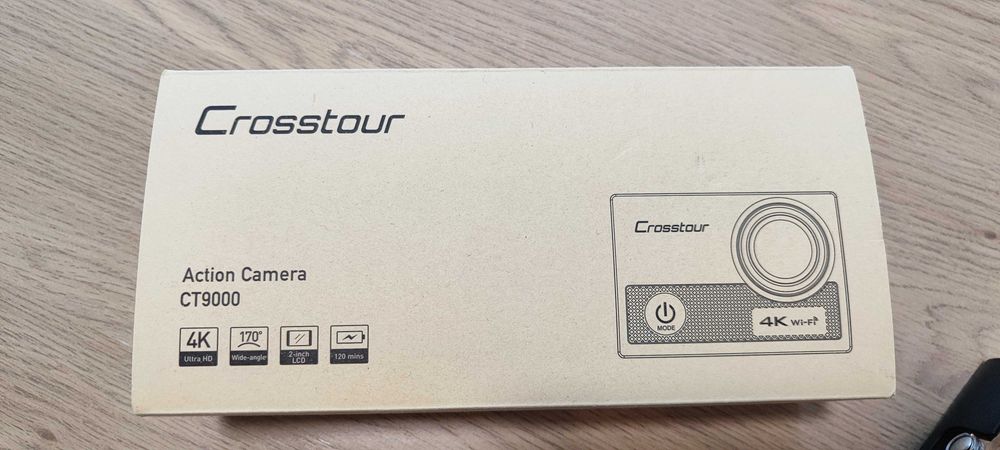 Crosstour
Action Camera
CT9000
4K
Ultra HD
170°
Wide-angle
2-inch
LCD
120 mins
Crosstour
MODE
4K Wi-Fi